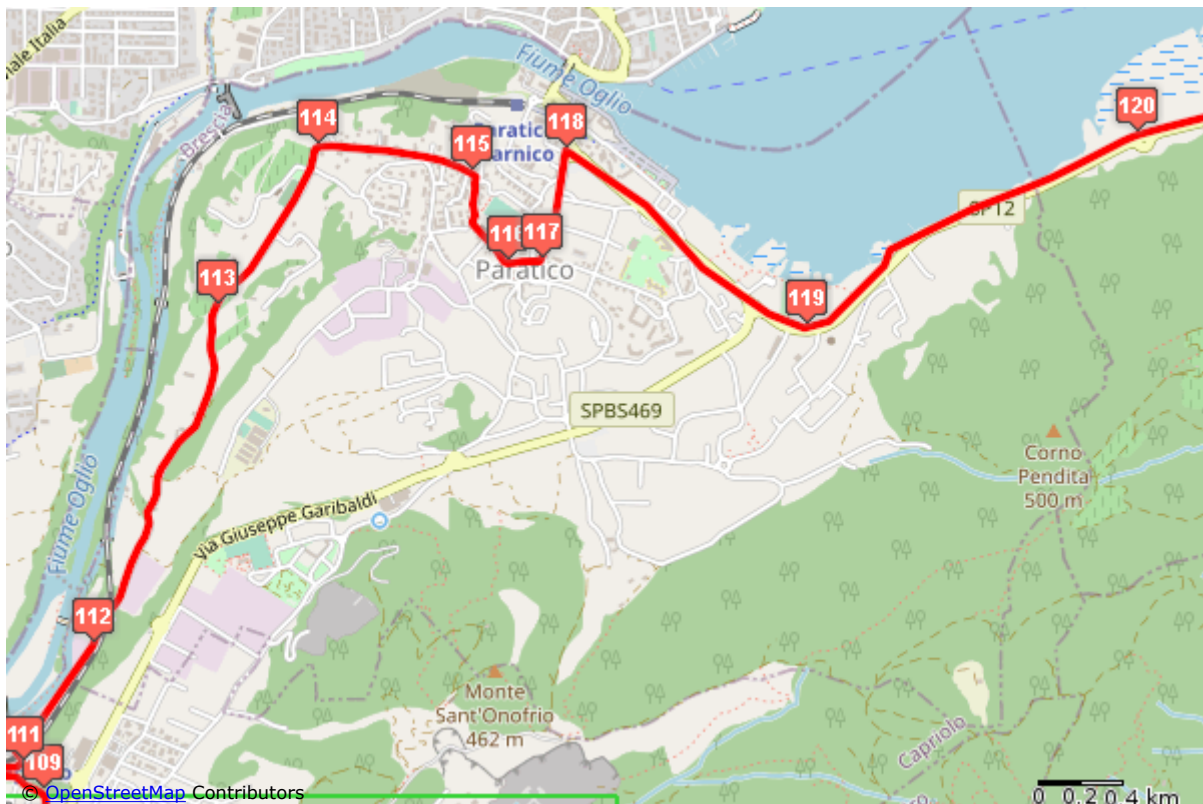 iale Italia
Fiume Oglio
Brescia
114
118
120
115
Paratico
arnico
SP12
117
113
Paratico
119
SPBS469
Corno
Pendita
500 m
Via Giuseppe Garibaldi
Fiume Oglio
112
Monte
Sant'Onofrio
462 m
Capriolo
111
109
© OpenStreetMap Contributors
0 0.2 0.4 km